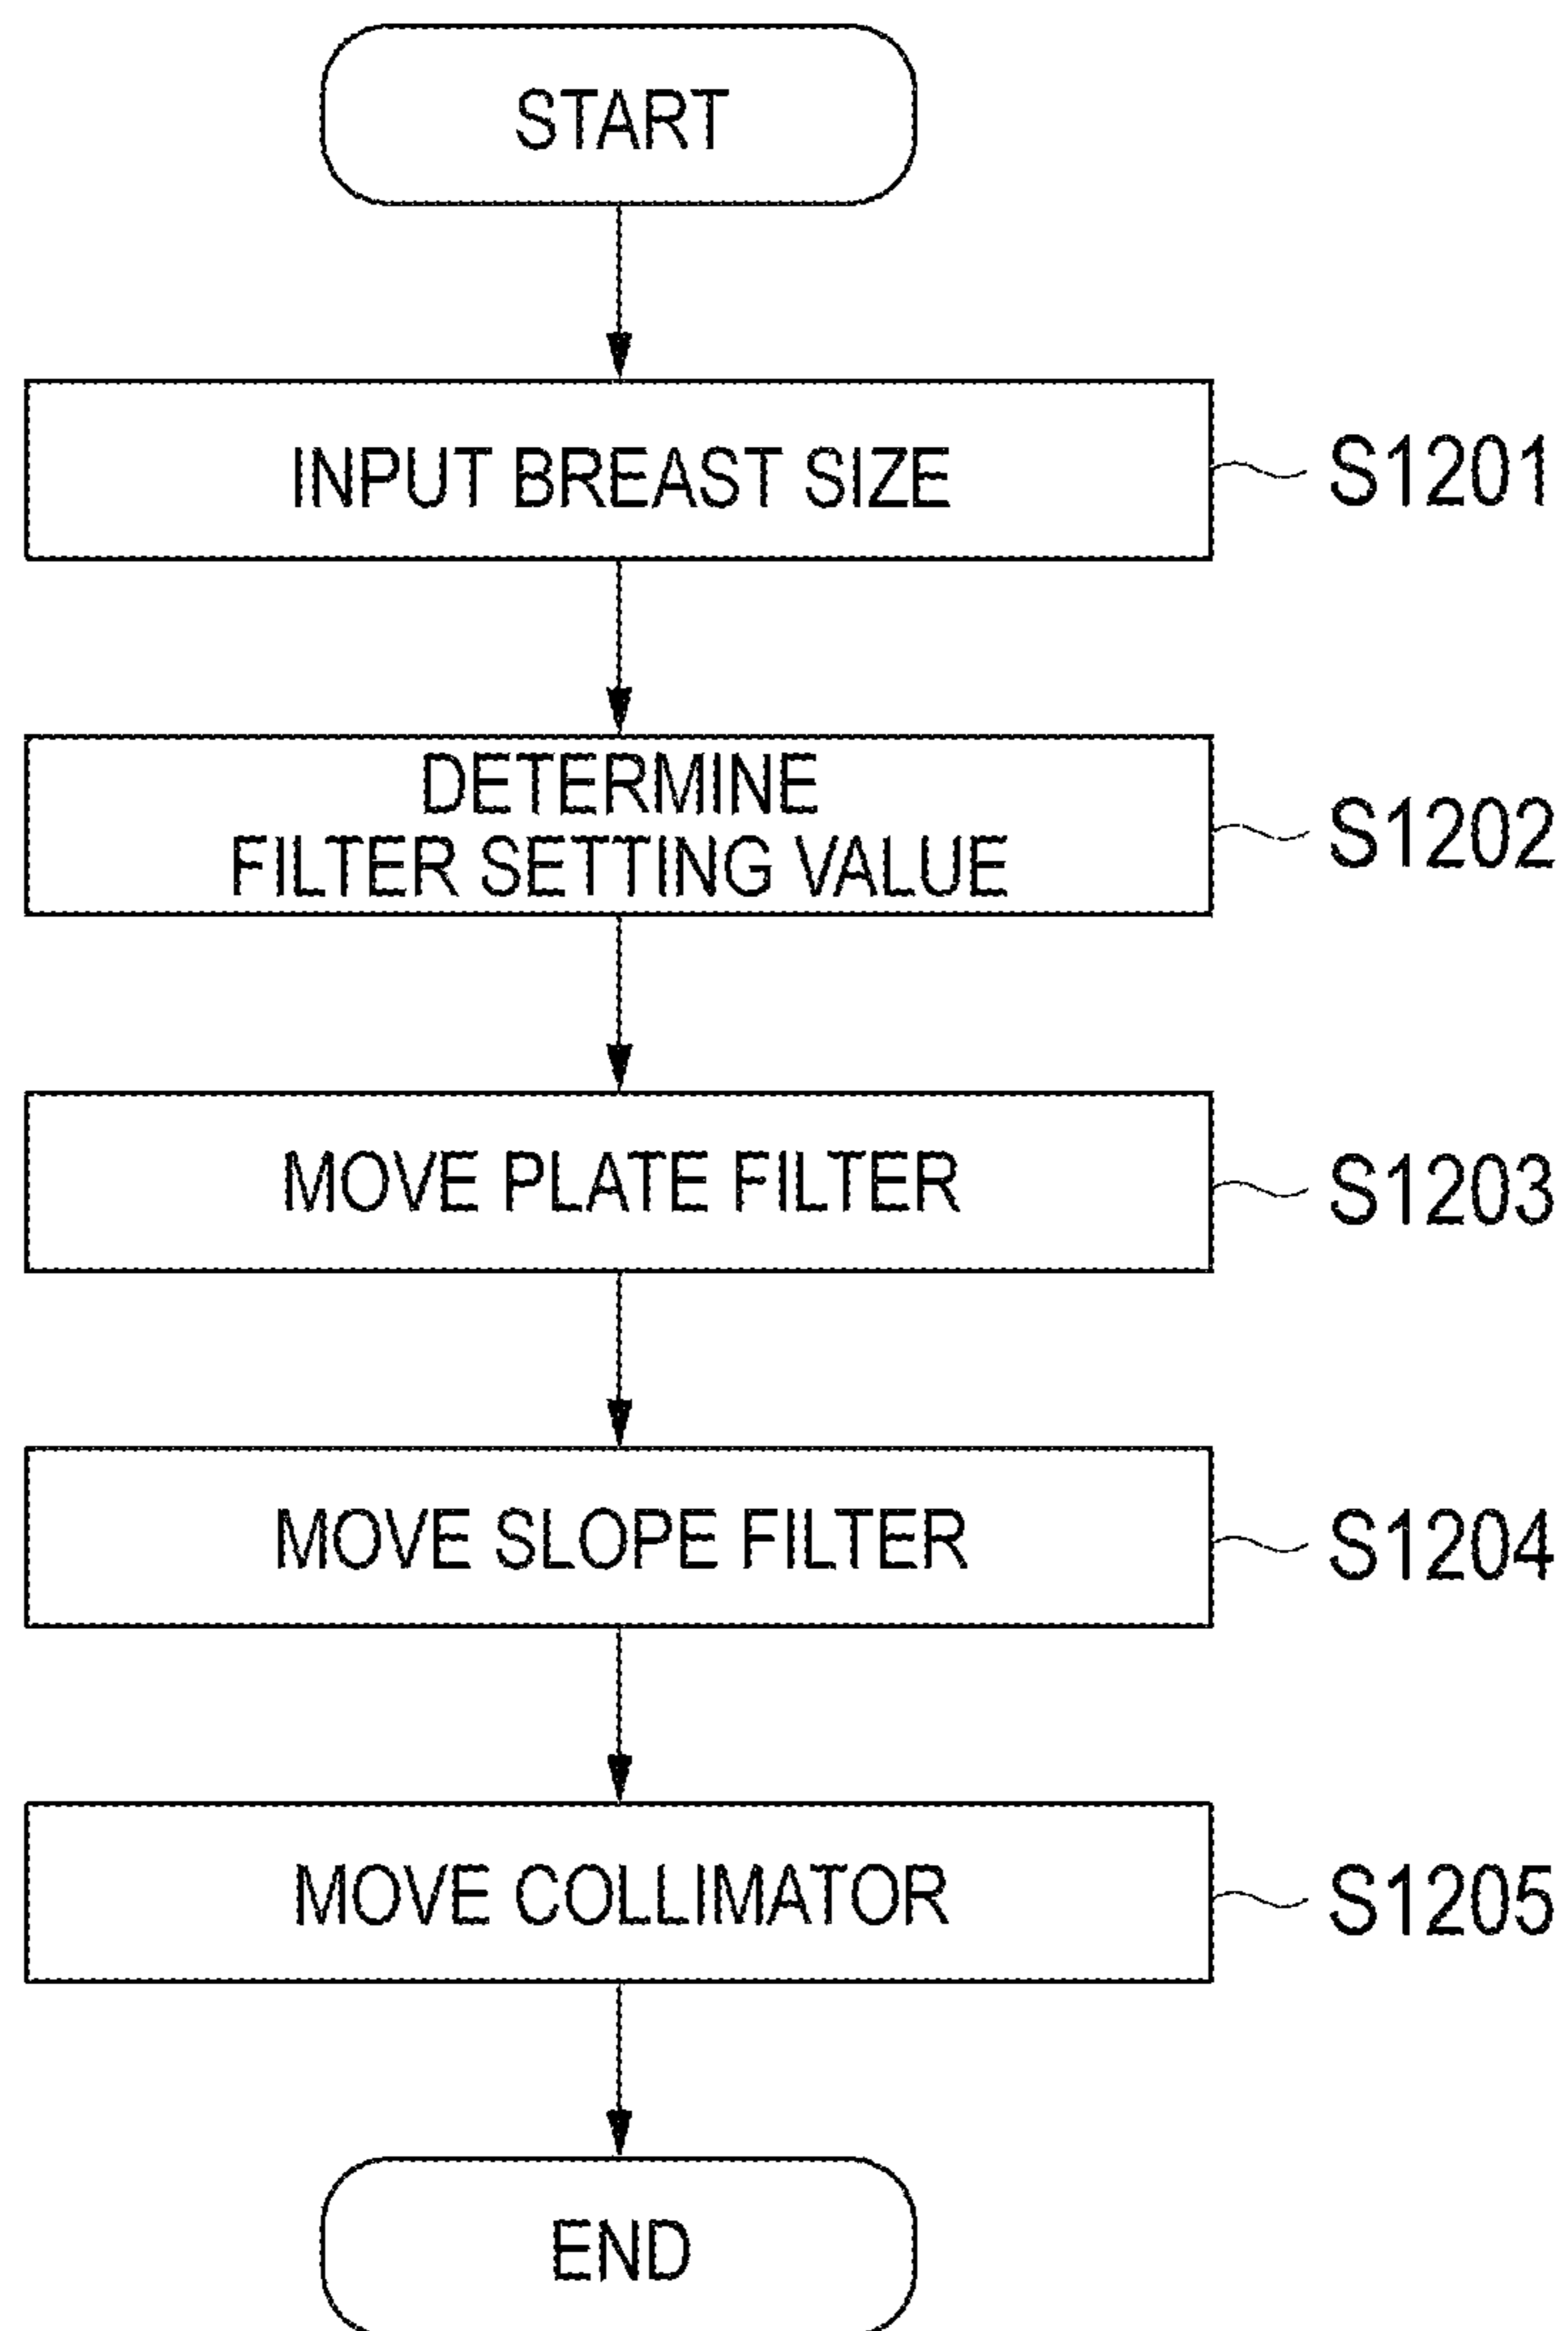 START
INPUT BREAST SIZE
S1201
DETERMINE
FILTER SETTING VALUE
S1202
MOVE PLATE FILTER
S1203
MOVE SLOPE FILTER
S1204
MOVE COLLIMATOR
S1205
END